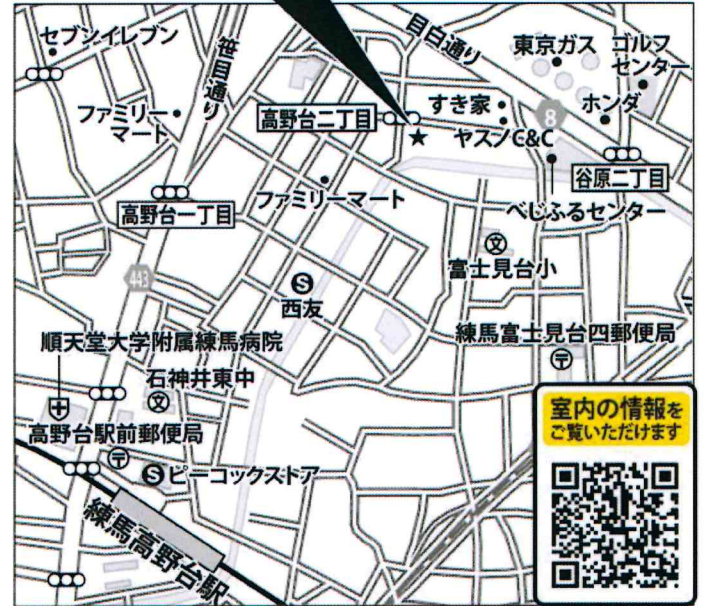 セブンイレブン
笹目通り
目白通り
東京ガス
ゴルフ
センター
ファミリー
マート
高野台二丁目
すき家
8
ホンダ
ヤスノC&C
谷原二丁目
高野台一丁目
ファミリーマート
べじふるセンター
文
富士見台小
443
S
西友
順天堂大学附属練馬病院
練馬富士見台四郵便局
石神井東中
文
高野台駅前郵便局
S ピーコックストア
練馬高野台駅
室内の情報を
ご覧いただけます